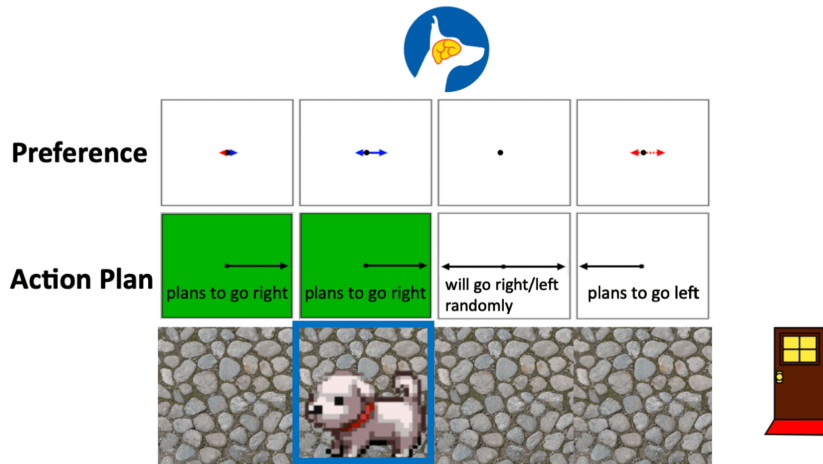 Preference
Action Plan
plans to go right
plans to go right
will go right/left
randomly
plans to go left